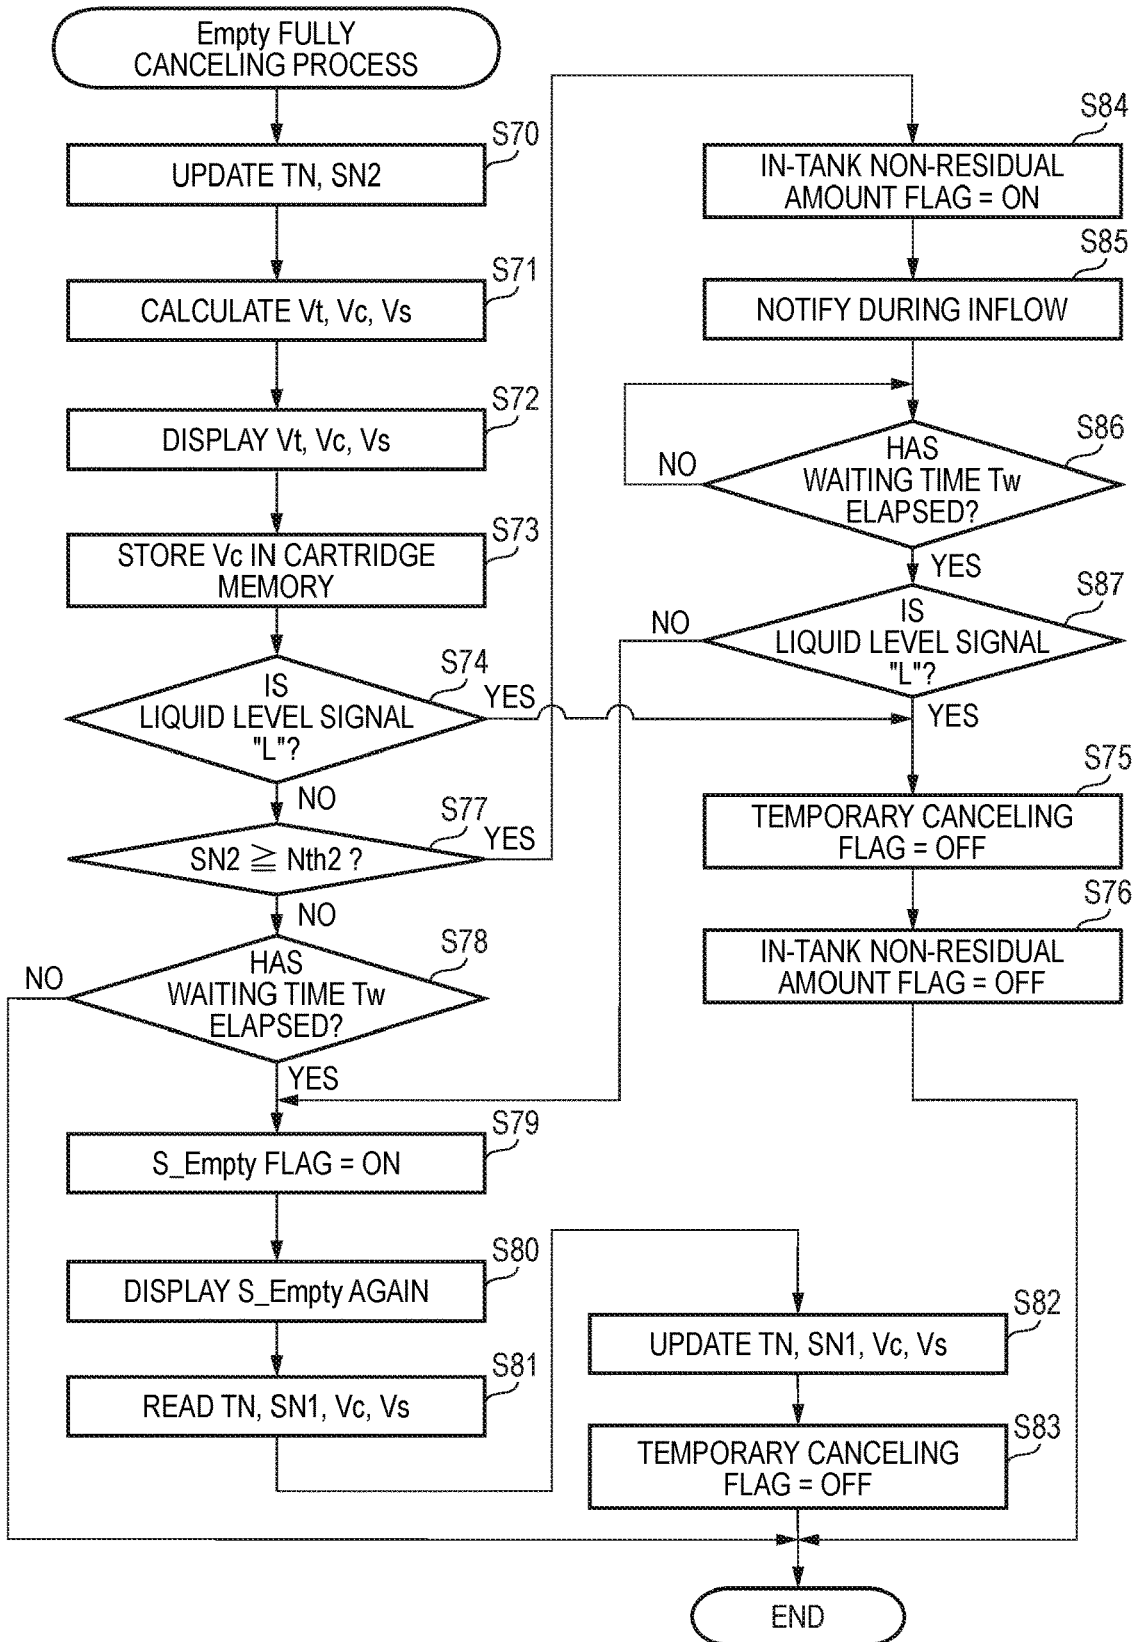 Empty FULLY
CANCELING PROCESS
S70
UPDATE TN, SN2
S71
CALCULATE Vt, Vc, Vs
S72
DISPLAY Vt, Vc, Vs
S73
STORE Vc IN CARTRIDGE
MEMORY
S74
IS
LIQUID LEVEL SIGNAL
"L"?
YES
NO
S77
SN2 ≧ Nth2 ?
YES
NO
S78
HAS
WAITING TIME Tw
ELAPSED?
NO
YES
S79
S_Empty FLAG = ON
S80
DISPLAY S_Empty AGAIN
S81
READ TN, SN1, Vc, Vs
S84
IN-TANK NON-RESIDUAL
AMOUNT FLAG = ON
S85
NOTIFY DURING INFLOW
S86
HAS
WAITING TIME Tw
ELAPSED?
NO
YES
S87
IS
LIQUID LEVEL SIGNAL
"L"?
NO
YES
S75
TEMPORARY CANCELING
FLAG = OFF
S76
IN-TANK NON-RESIDUAL
AMOUNT FLAG = OFF
S82
UPDATE TN, SN1, Vc, Vs
S83
TEMPORARY CANCELING
FLAG = OFF
END